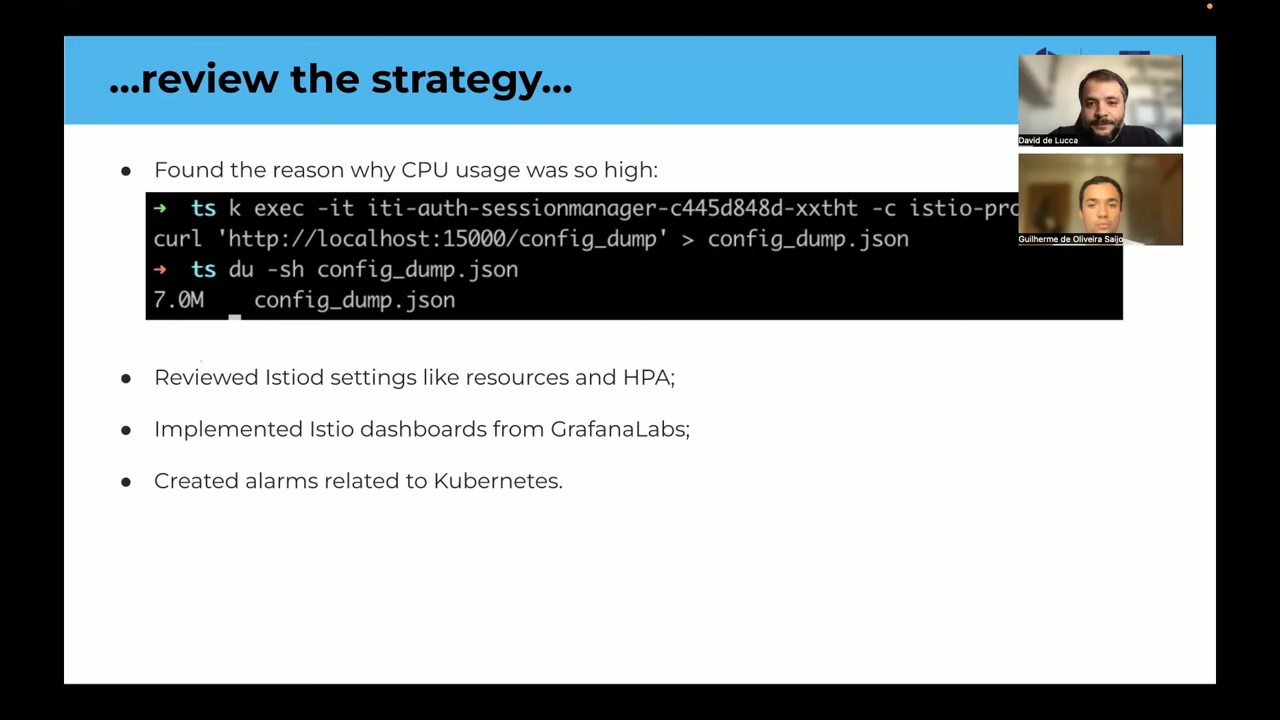 ...review the strategy...
David de Lucca
Guilherme de Oliveira Saijo
● Found the reason why CPU usage was so high:
➜ ts k exec -it iti-auth-sessionmanager-c445d848d-xxtht -c
curl 'http://localhost:15000/config_dump' > config_dump.json
➜ ts du -sh config_dump.json
7.0M config_dump.json
● Reviewed Istiod settings like resources and HPA;
● Implemented Istio dashboards from GrafanaLabs;
● Created alarms related to Kubernetes.